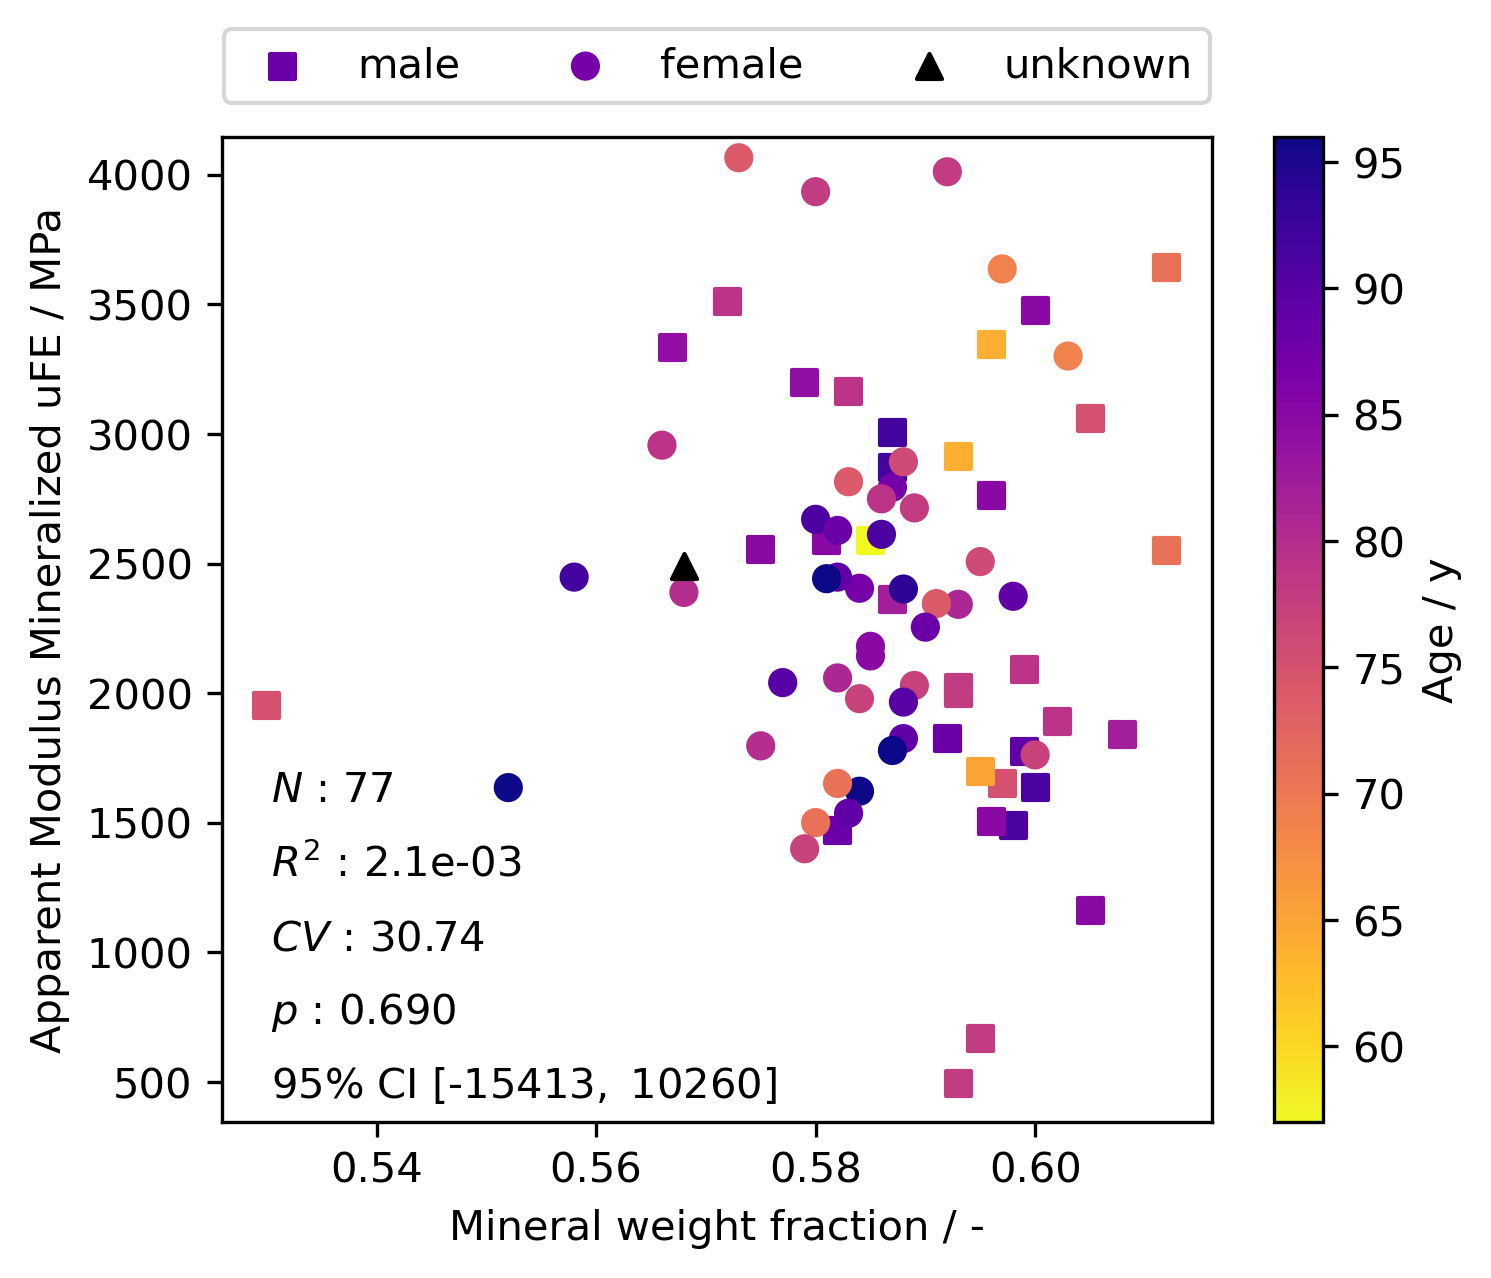 male female unknown
4000
3500
3000
2500
2000
1500
1000
500
Apparent Modulus Mineralized uFE / MPa
N : 77
R² : 2.1e-03
CV : 30.74
p : 0.690
95% CI [-15413, 10260]
0.54 0.56 0.58 0.60
Mineral weight fraction / -
95
90
85
80
75
70
65
60
Age / y